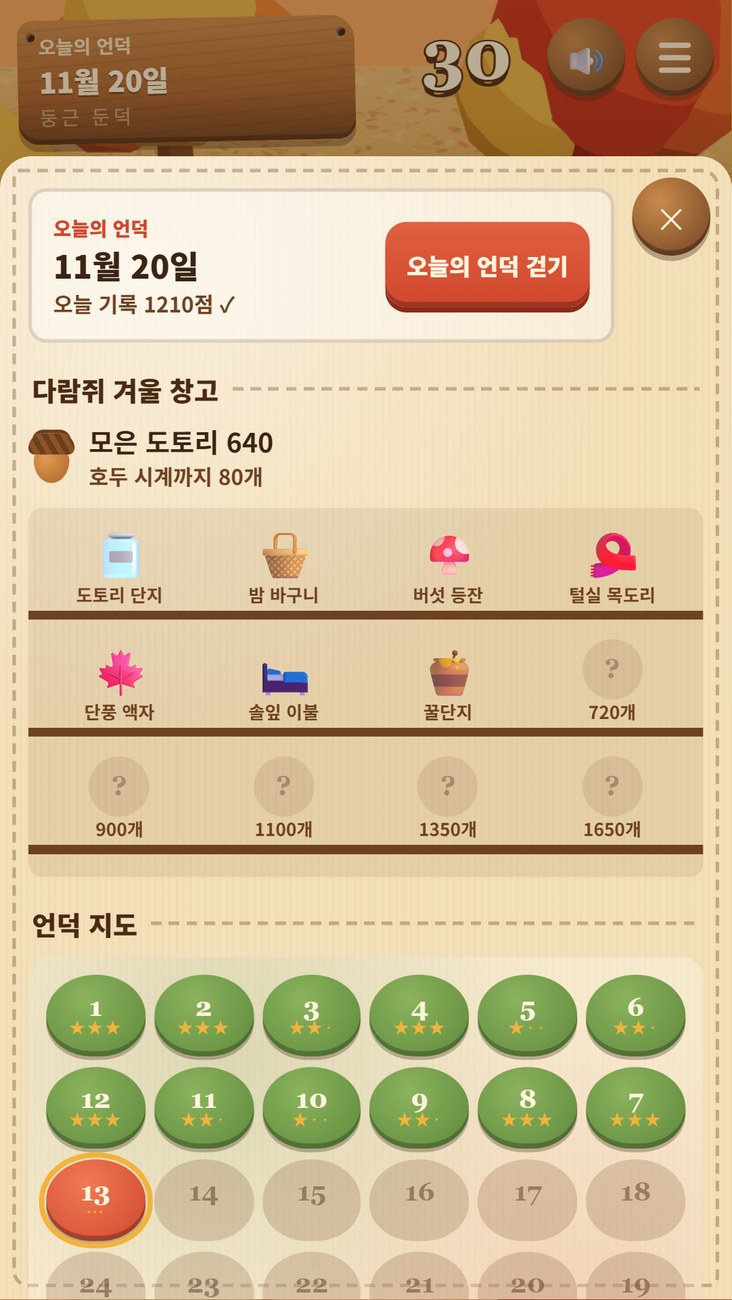 오늘의 언덕
11월 20일
둥근 둔덕
30
오늘의 언덕
11월 20일
오늘 기록 1210점 ✓
오늘의 언덕 걷기
다람쥐 겨울 창고
모은 도토리 640
호두 시계까지 80개
도토리 단지 밤 바구니 버섯 등잔 털실 목도리
?
단풍 액자 솔잎 이불 꿀단지 720개
? ? ? ?
900개 1100개 1350개 1650개
언덕 지도
1 2 3 4 5 6
12 11 10 9 8 7
13 14 15 16 17 18
24 23 22 21 20 19